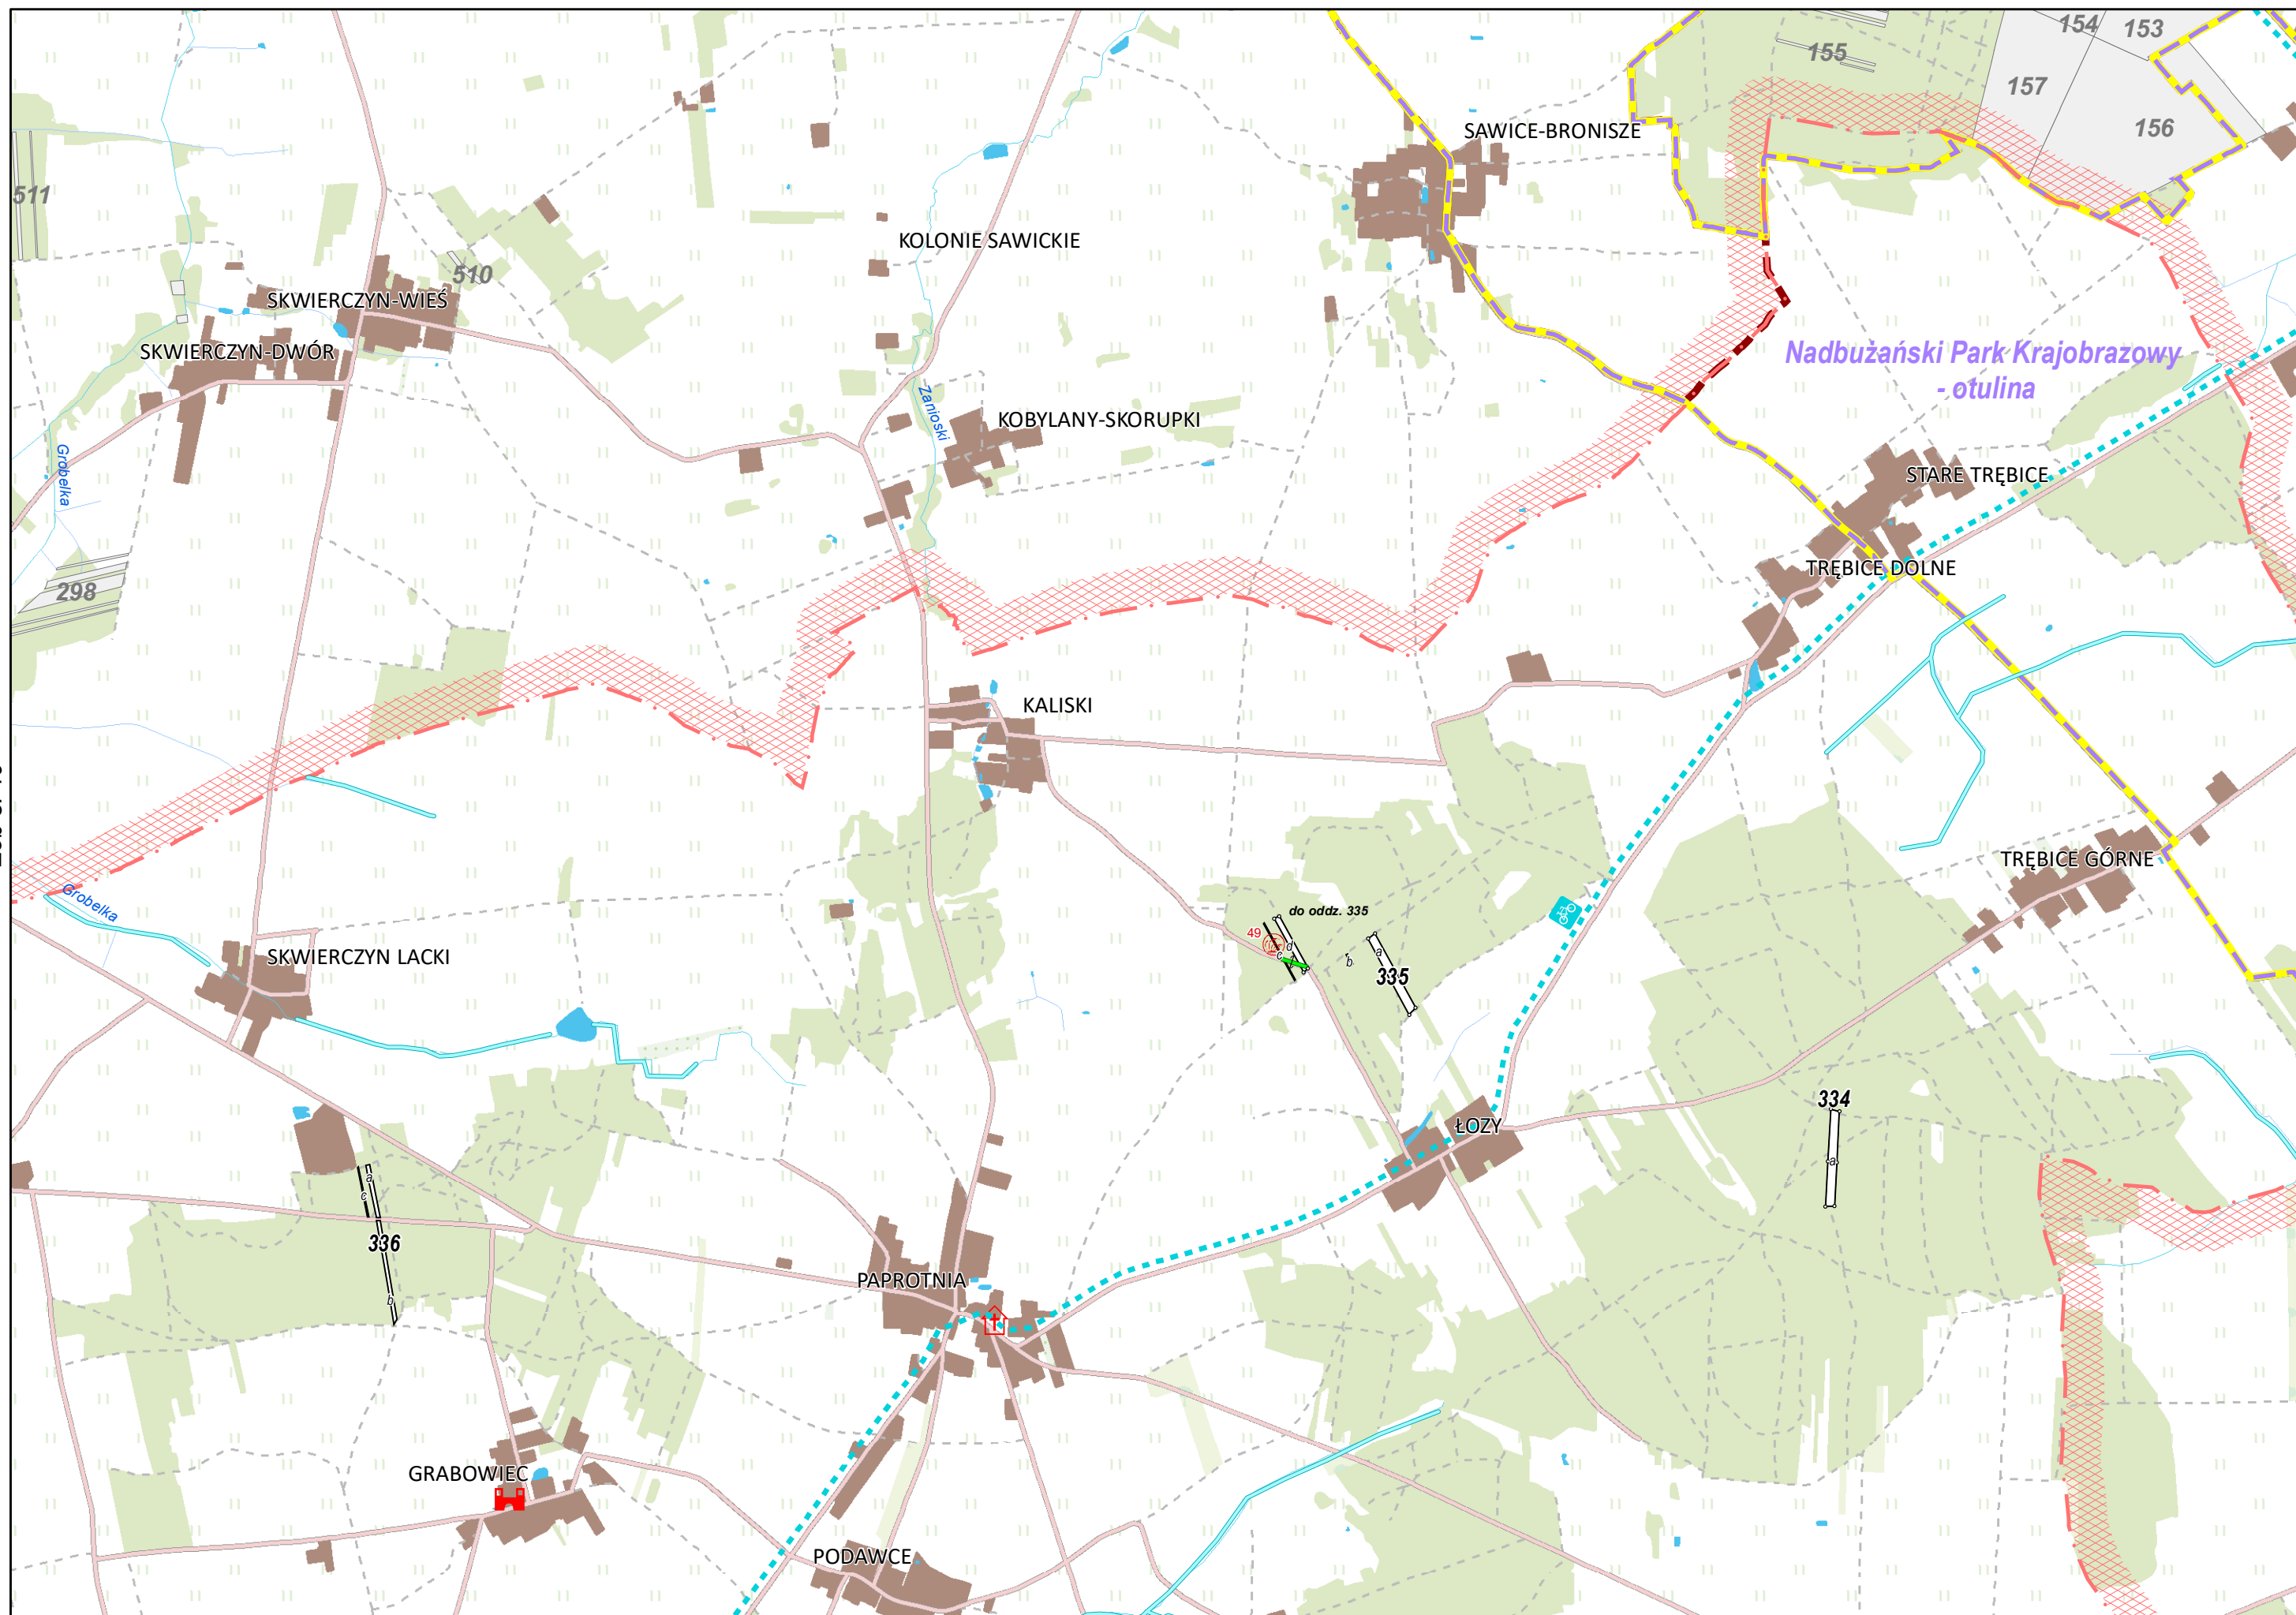 154
153
155
157
156
SAWICE-BRONISZE
511
KOLONIE SAWICKIE
510
SKWIERCZYN-WIEŚ
SKWIERCZYN-DWÓR
Nadbużański Park Krajobrazowy
- otulina
Zanioski
KOBYLANY-SKORUPKI
Grobelka
STARE TRĘBICE
TRĘBICE DOLNE
298
KALISKI
TRĘBICE GÓRNE
Grobelka
do oddz. 335
49
d
c
a
b
335
SKWIERCZYN LACKI
334
ŁOZY
a
a
c
336
PAPROTNIA
b
GRABOWIEC
PODAWCE